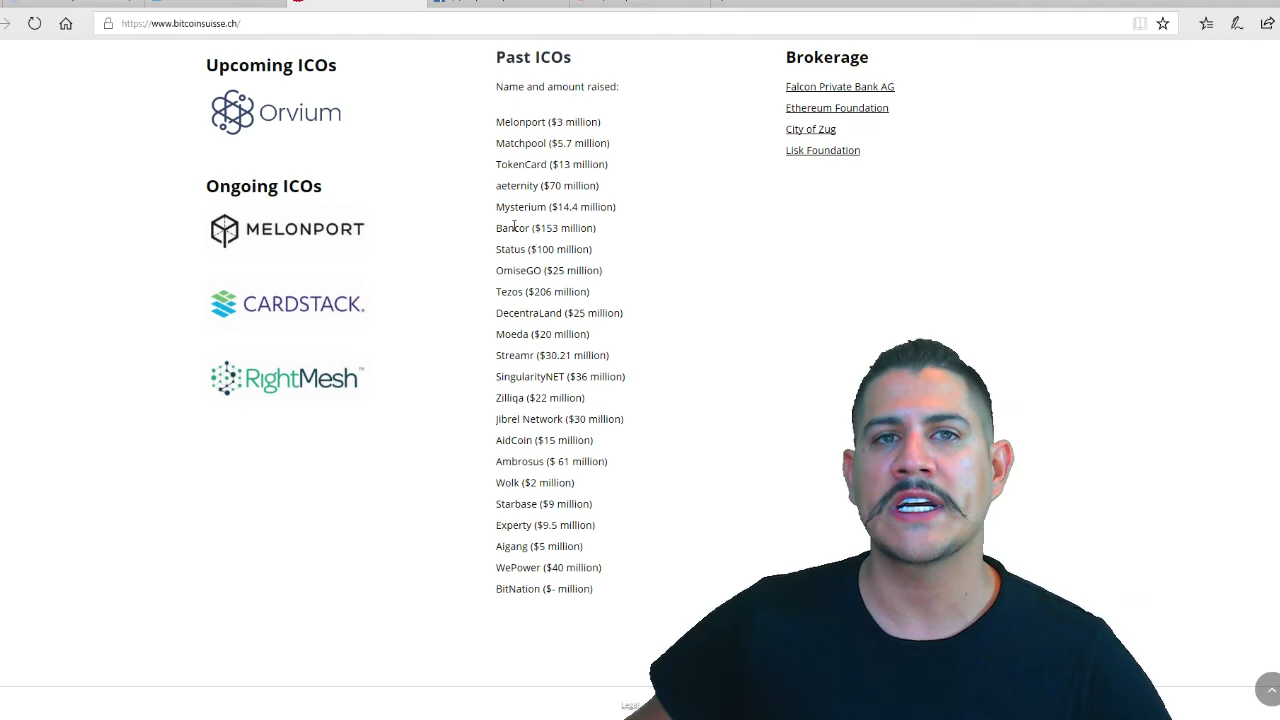 https://www.bitcoinsuisse.ch/
Upcoming ICOs
Orvium
Ongoing ICOs
MELONPORT
CARDSTACK.
RightMesh™
Past ICOs
Name and amount raised:
Melonport ($3 million)
Matchpool ($5.7 million)
TokenCard ($13 million)
aeternity ($70 million)
Mysterium ($14.4 million)
Bancor ($153 million)
Status ($100 million)
OmiseGO ($25 million)
Tezos ($206 million)
DecentraLand ($25 million)
Moeda ($20 million)
Streamr ($30.21 million)
SingularityNET ($36 million)
Zilliqa ($22 million)
Jibrel Network ($30 million)
AidCoin ($15 million)
Ambrosus ($ 61 million)
Wolk ($2 million)
Starbase ($9 million)
Experty ($9.5 million)
Aigang ($5 million)
WePower ($40 million)
BitNation ($- million)
Brokerage
Falcon Private Bank AG
Ethereum Foundation
City of Zug
Lisk Foundation
Legal